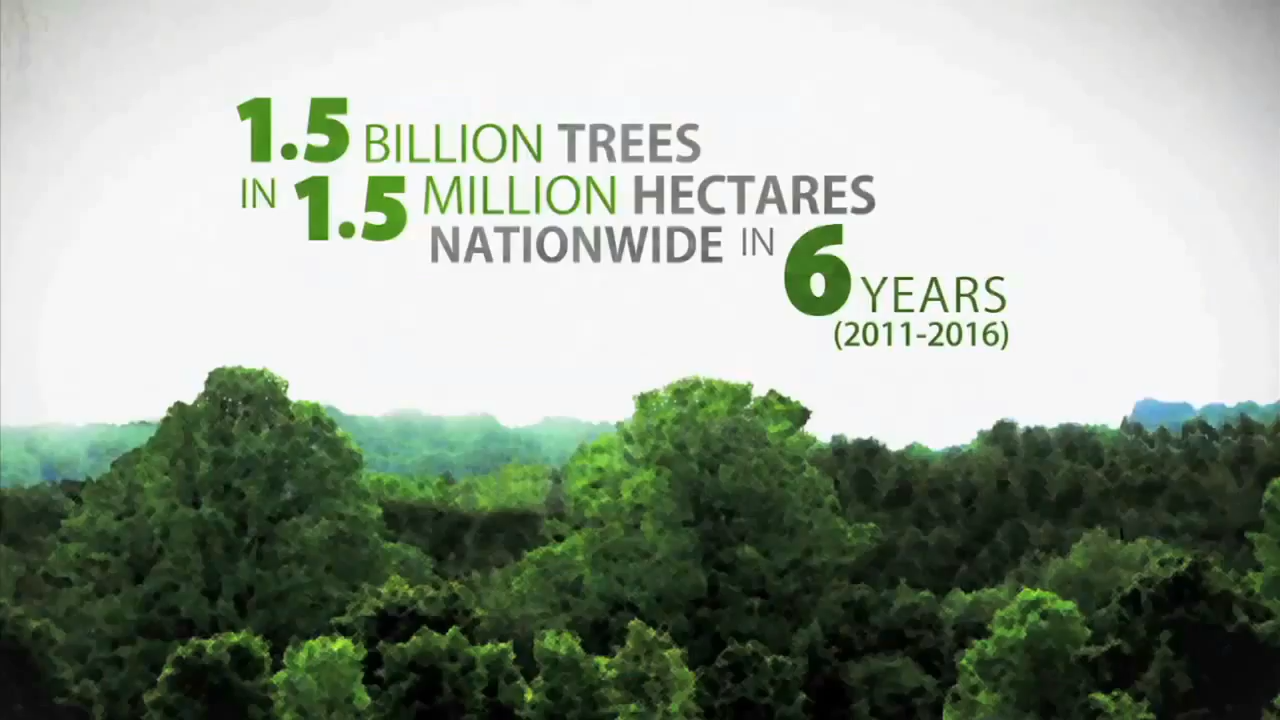 1.5 BILLION TREES
IN 1.5 MILLION HECTARES
NATIONWIDE IN 6 YEARS
(2011-2016)